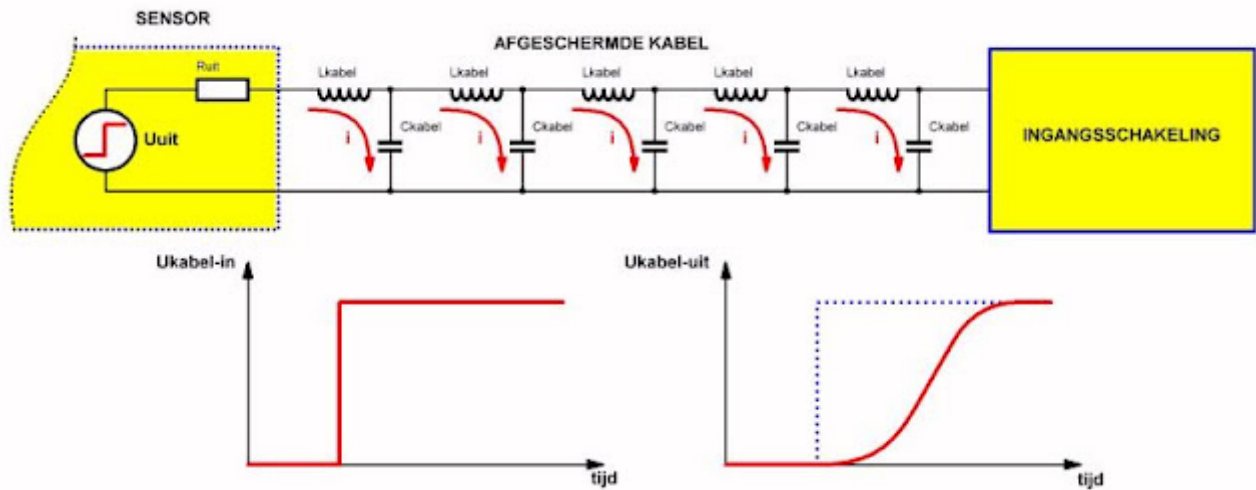 SENSOR
AFGESCHERMDE KABEL
Ruit
Lkabel
Lkabel
Lkabel
Lkabel
Lkabel
Uuit
i
Ckabel
i
Ckabel
i
Ckabel
i
Ckabel
i
Ckabel
INGANGSSCHAKELING
Ukabel-in
tijd
Ukabel-uit
tijd